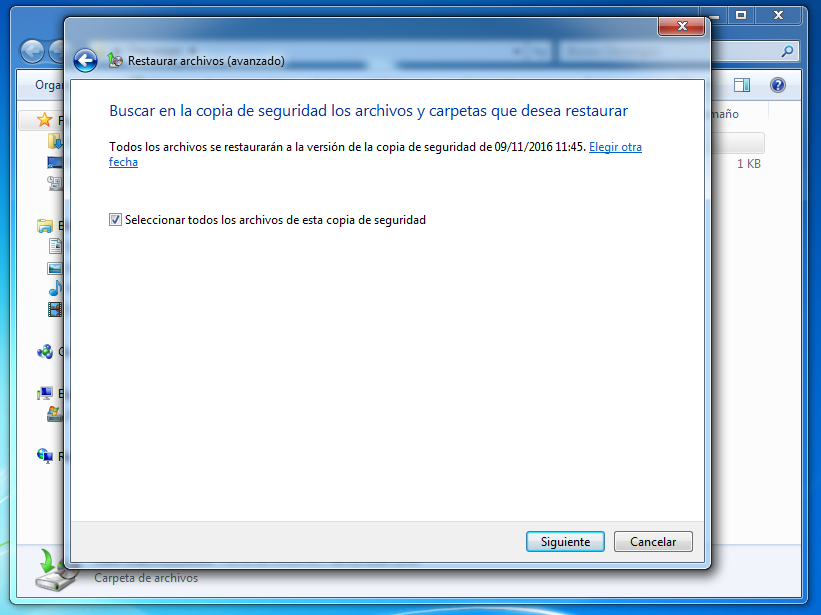 Restaurar archivos (avanzado)
Buscar en la copia de seguridad los archivos y carpetas que desea restaurar
Todos los archivos se restaurarán a la versión de la copia de seguridad de 09/11/2016 11:45. Elegir otra
fecha
Seleccionar todos los archivos de esta copia de seguridad
1 KB
Siguiente
Cancelar
Carpeta de archivos